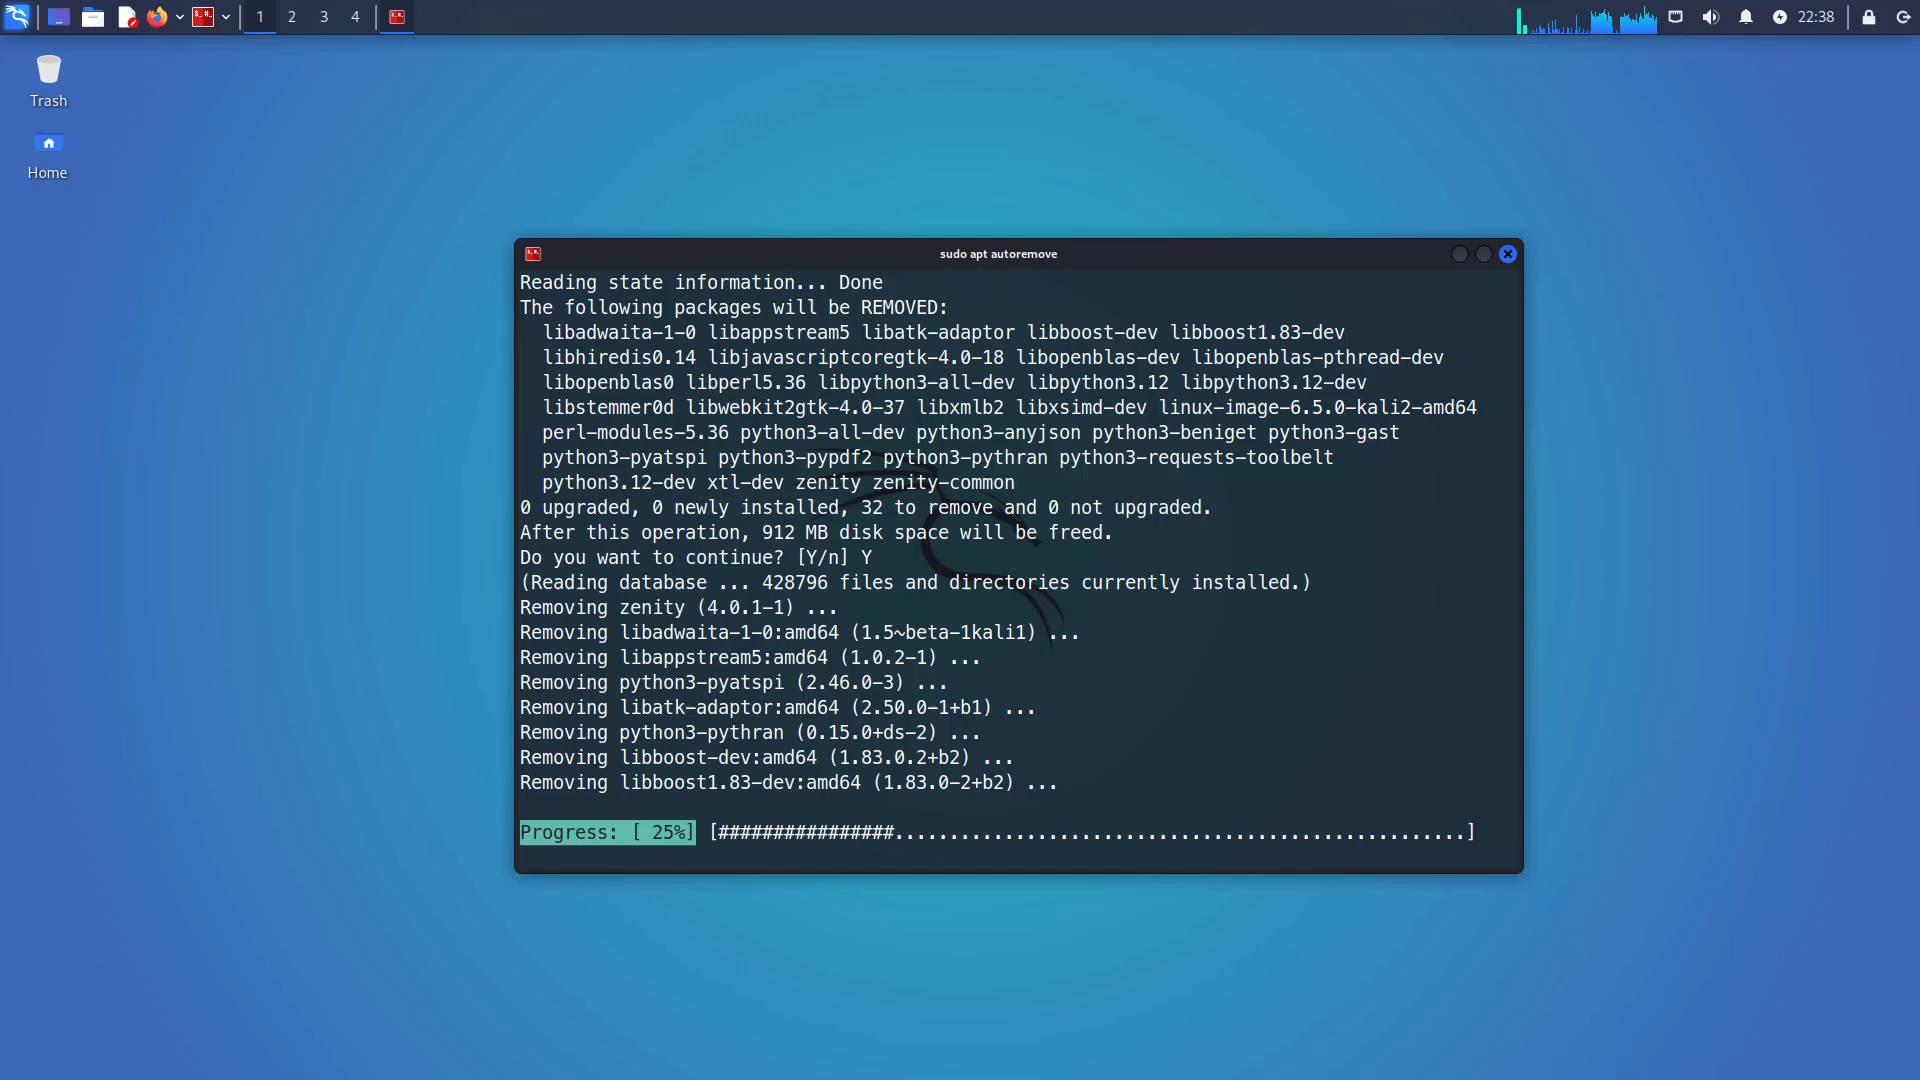 1 2 3 4
22:38
Trash
Home
sudo apt autoremove
Reading state information... Done
The following packages will be REMOVED:
libadwaita-1-0 libappstream5 libatk-adaptor libboost-dev libboost1.83-dev
libhiredis0.14 libjavascriptcoregtk-4.0-18 libopenblas-dev libopenblas-pthread-dev
libopenblas0 libperl5.36 libpython3-all-dev libpython3.12 libpython3.12-dev
libstemmer0d libwebkit2gtk-4.0-37 libxmlb2 libxsimd-dev linux-image-6.5.0-kali2-amd64
perl-modules-5.36 python3-all-dev python3-anyjson python3-beniget python3-gast
python3-pyatspi python3-pypdf2 python3-pythran python3-requests-toolbelt
python3.12-dev xtl-dev zenity zenity-common
0 upgraded, 0 newly installed, 32 to remove and 0 not upgraded.
After this operation, 912 MB disk space will be freed.
Do you want to continue? [Y/n] Y
(Reading database ... 428796 files and directories currently installed.)
Removing zenity (4.0.1-1) ...
Removing libadwaita-1-0:amd64 (1.5~beta-1kali1) ...
Removing libappstream5:amd64 (1.0.2-1) ...
Removing python3-pyatspi (2.46.0-3) ...
Removing libatk-adaptor:amd64 (2.50.0-1+b1) ...
Removing python3-pythran (0.15.0+ds-2) ...
Removing libboost-dev:amd64 (1.83.0.2+b2) ...
Removing libboost1.83-dev:amd64 (1.83.0-2+b2) ...
Progress: [ 25%] [################....................................................]